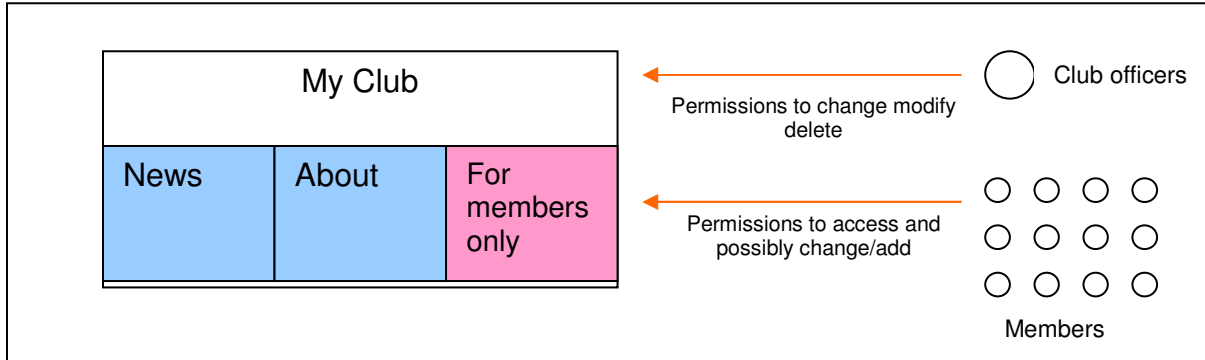 My Club
Club officers
Permissions to change modify
delete
News
About
For
members
only
Permissions to access and
possibly change/add
Members